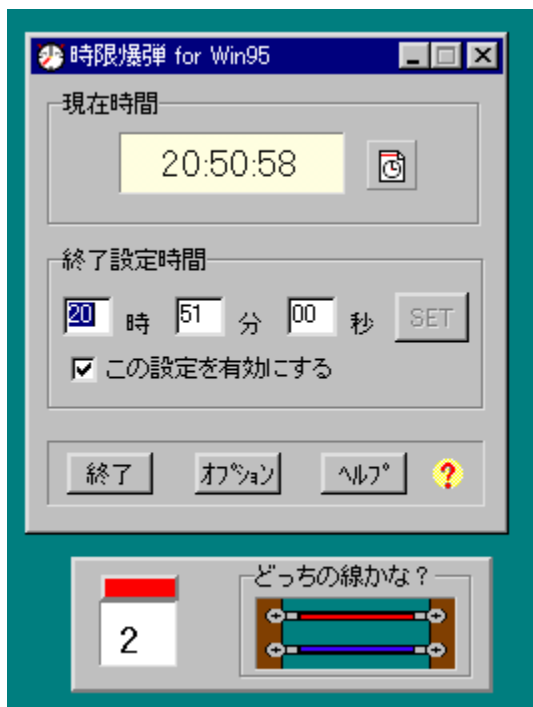 時限爆弾 for Win95
現在時間
20:50:58
終了設定時間
20 時 51 分 00 秒 SET
この設定を有効にする
終了 ｵﾌﾟｼｮﾝ ﾍﾙﾌﾟ ?
どっちの線かな？
2